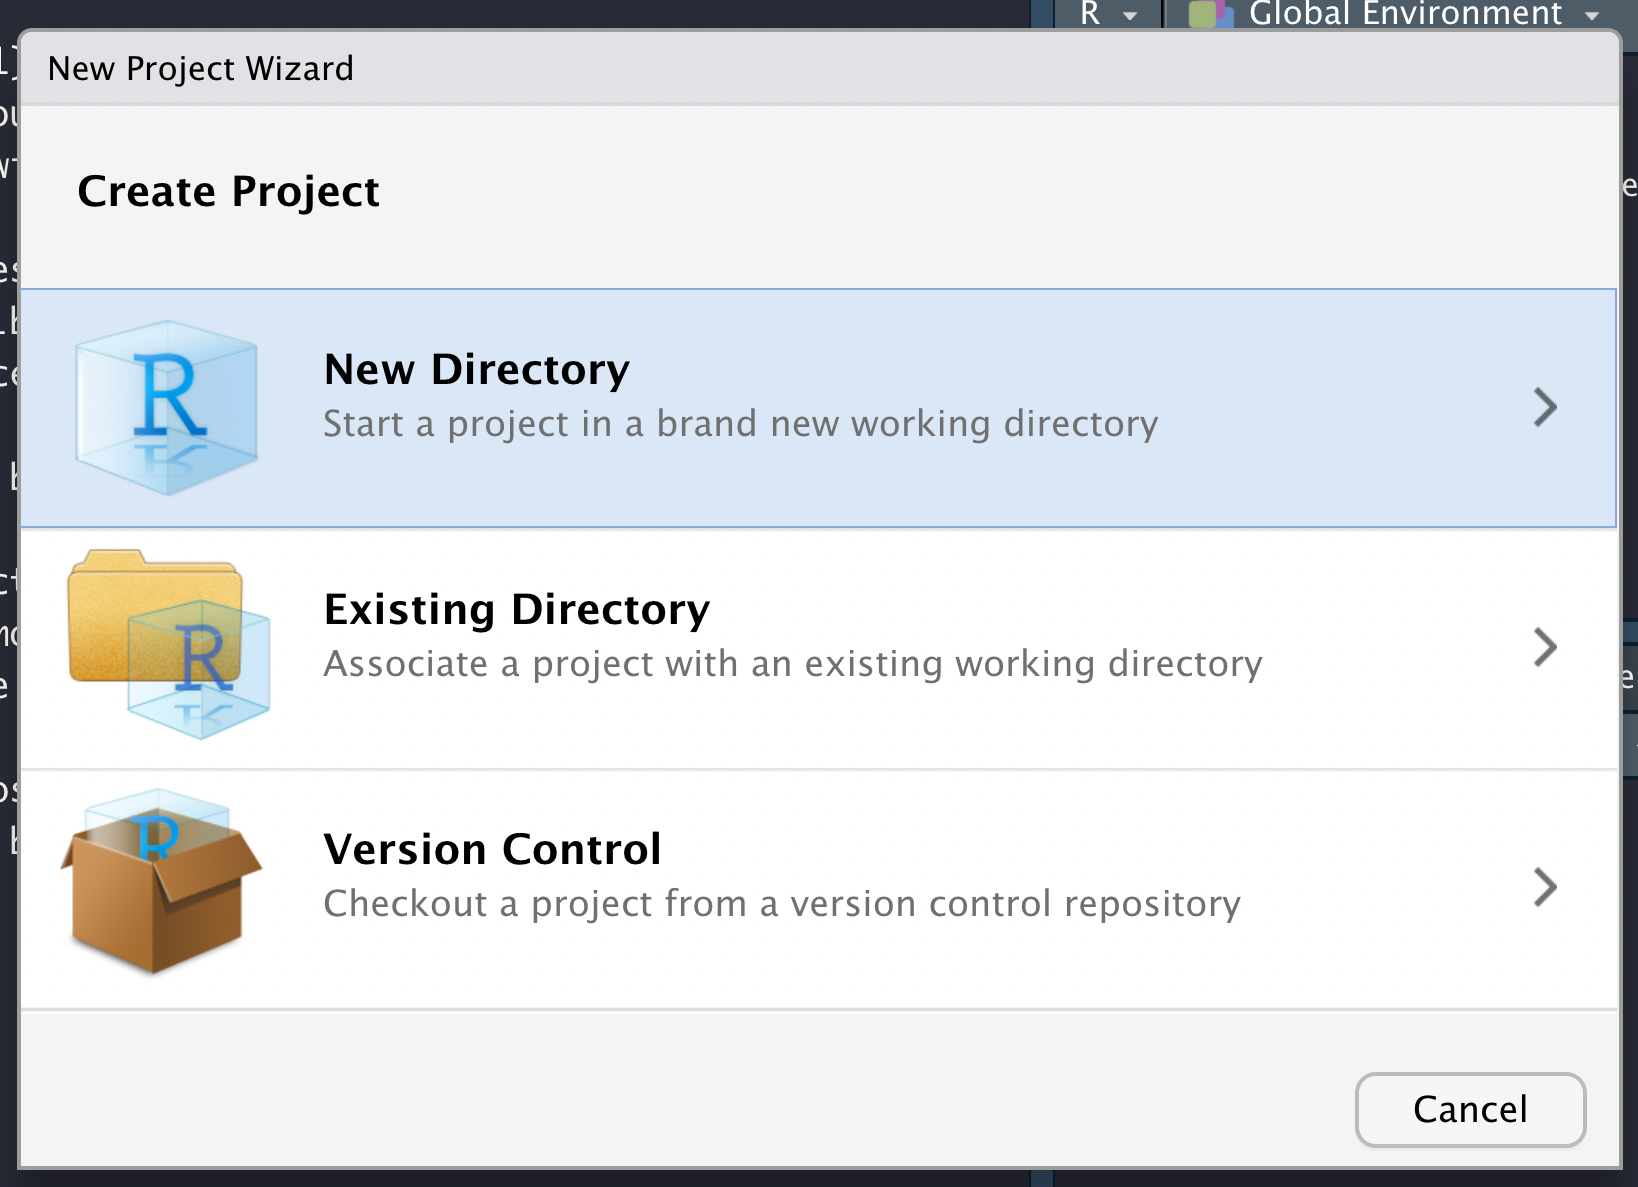 R
Global Environment
New Project Wizard
Create Project
R
New Directory
Start a project in a brand new working directory
R
Existing Directory
Associate a project with an existing working directory
R
Version Control
Checkout a project from a version control repository
Cancel